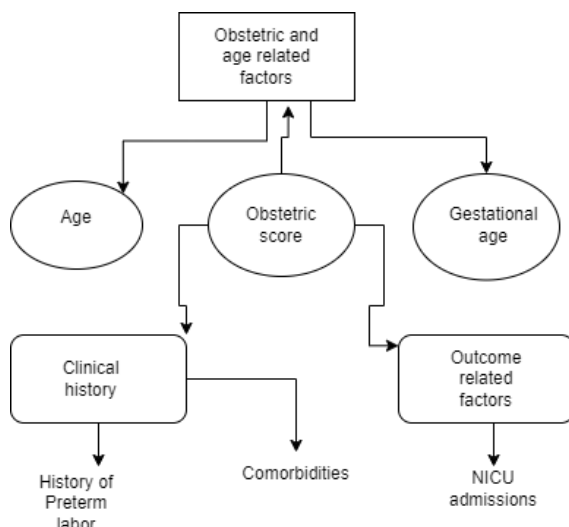 Obstetric and
age related
factors
Age
Obstetric
score
Gestational
age
Clinical
history
Outcome
related
factors
History of
Preterm
labor
Comorbidities
NICU
admissions